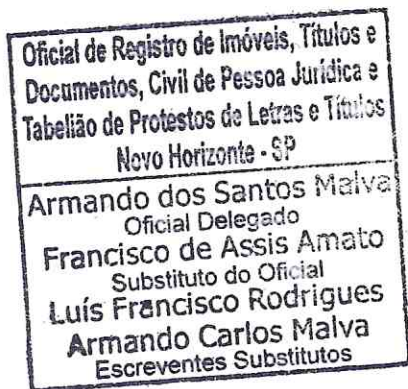 Oficial de Registro de Imóveis, Títulos e
Documentos, Civil de Pessoa Jurídica e
Tabelião de Protestos de Letras e Títulos
Novo Horizonte - SP
Armando dos Santos Malva
Oficial Delegado
Francisco de Assis Amato
Substituto do Oficial
Luís Francisco Rodrigues
Armando Carlos Malva
Escreventes Substitutos